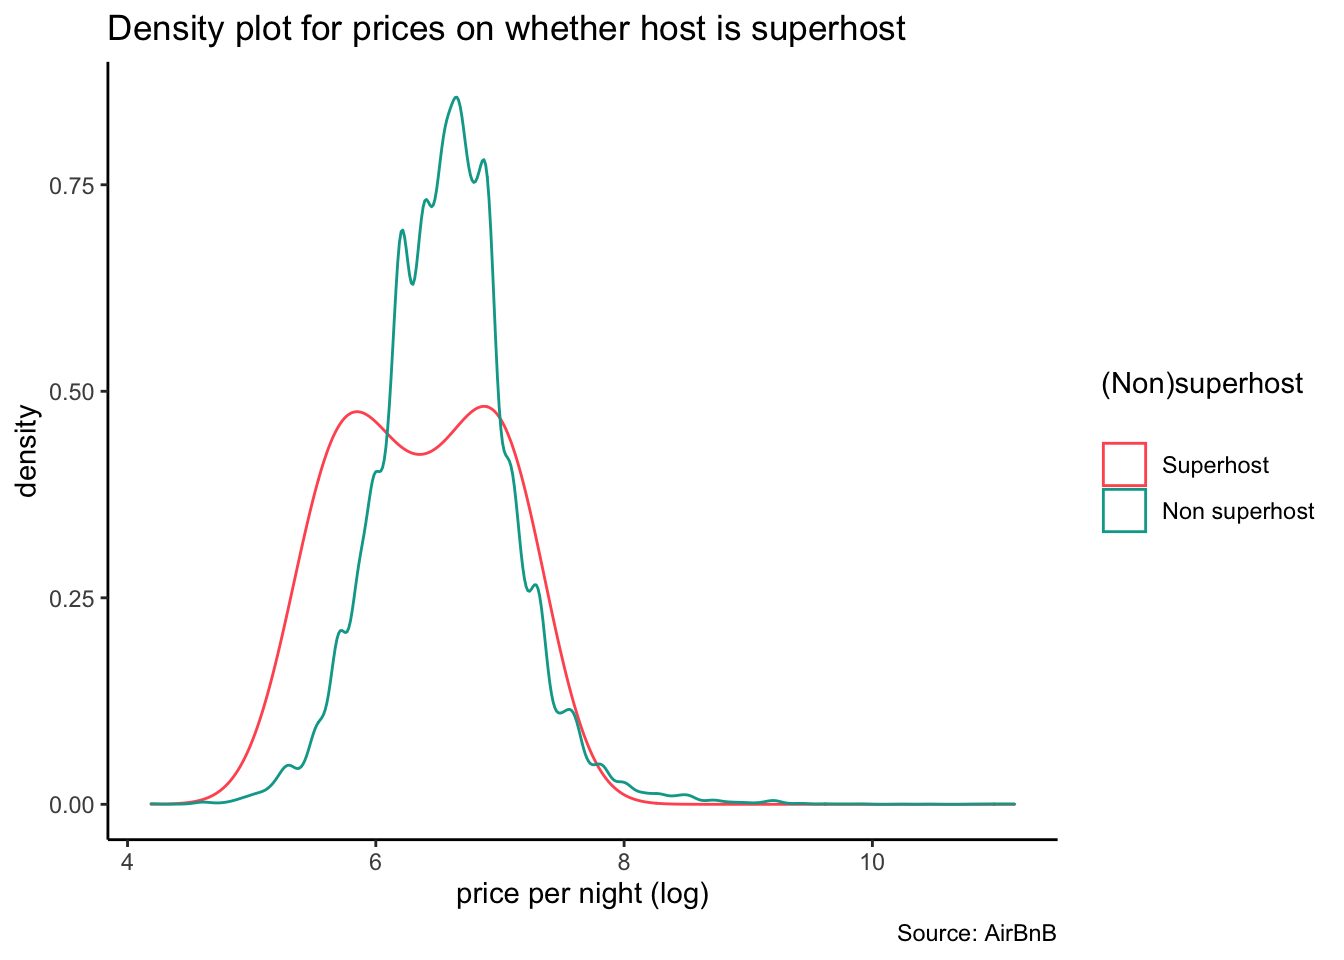 Density plot for prices on whether host is superhost
0.75
0.50
0.25
0.00
density
4
6
8
10
price per night (log)
(Non)superhost
Superhost
Non superhost
Source: AirBnB